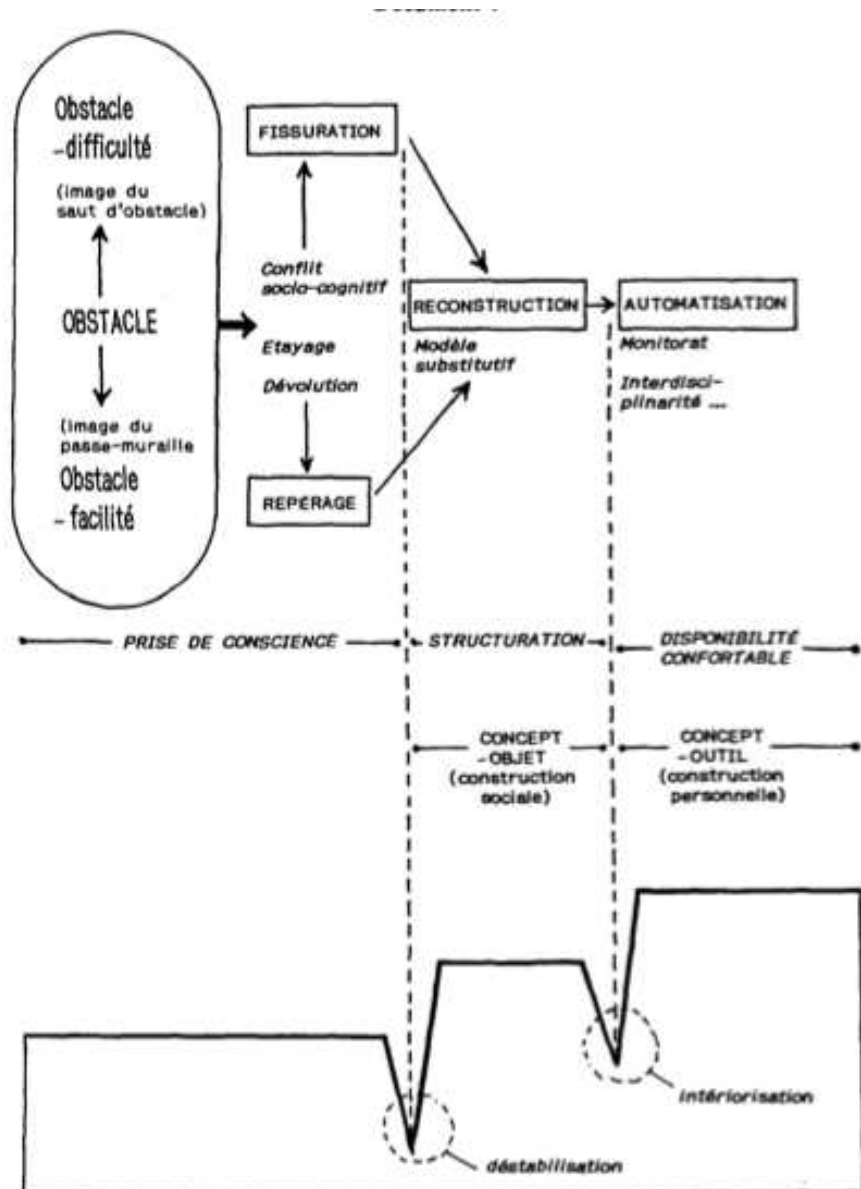 Obstacle
-difficulté
(image du
saut d'obstacle)
OBSTACLE
(image du
passe-muraille
Obstacle
- facilité
FISSURATION
Conflit
socio-cognitif
Etayage
Dévolution
REPÉRAGE
RECONSTRUCTION
Modèle
substitutif
AUTOMATISATION
Monitorat
Interdisci-
plinarité ...
PRISE DE CONSCIENCE
STRUCTURATION
DISPONIBILITÉ
CONFORTABLE
CONCEPT
-OBJET
(construction
sociale)
CONCEPT
-OUTIL
(construction
personnelle)
déstabilisation
intériorisation